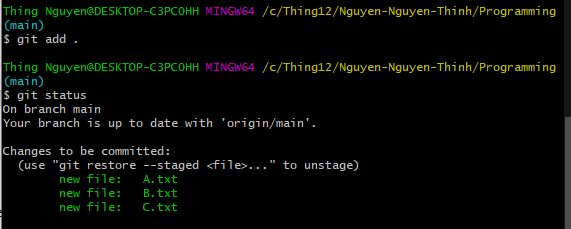 Thing Nguyen@DESKTOP-C3PCOHH MINGW64 /c/Thing12/Nguyen-Nguyen-Thinh/Programming
(main)
$ git add .
Thing Nguyen@DESKTOP-C3PCOHH MINGW64 /c/Thing12/Nguyen-Nguyen-Thinh/Programming
(main)
$ git status
On branch main
Your branch is up to date with 'origin/main'.
Changes to be committed:
(use "git restore --staged <file>..." to unstage)
new file: A.txt
new file: B.txt
new file: C.txt